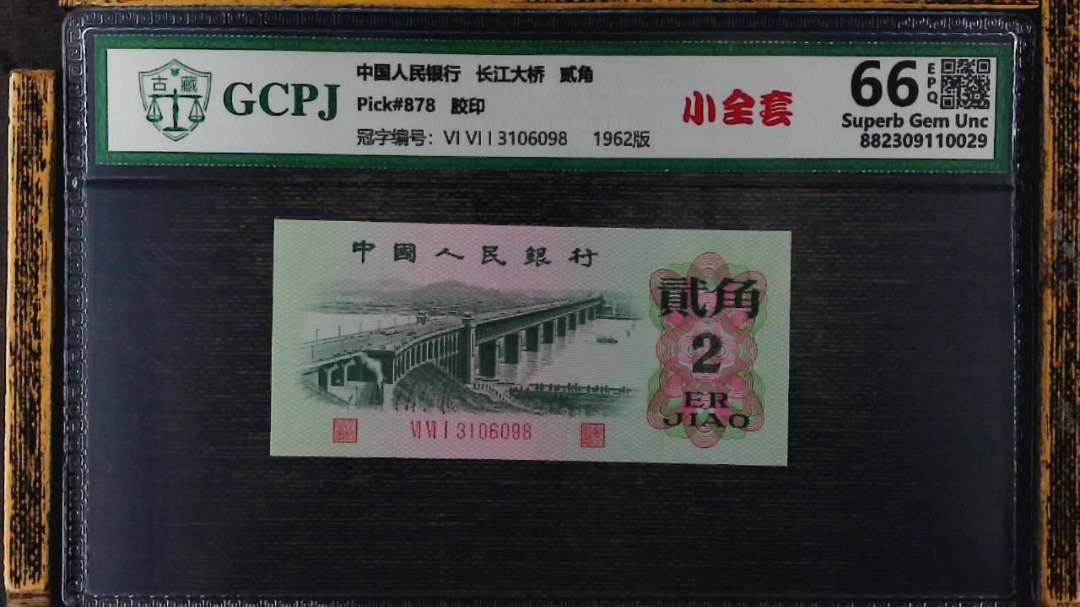 古 藏
GCPJ
中国人民银行 长江大桥 贰角
Pick#878 胶印
冠字编号: VI VI I 3106098 1962版
小全套
66
EPQ
Superb Gem Unc
882309110029
中國人民銀行
貳角
2
ER
JIAO
VI VI I 3106098